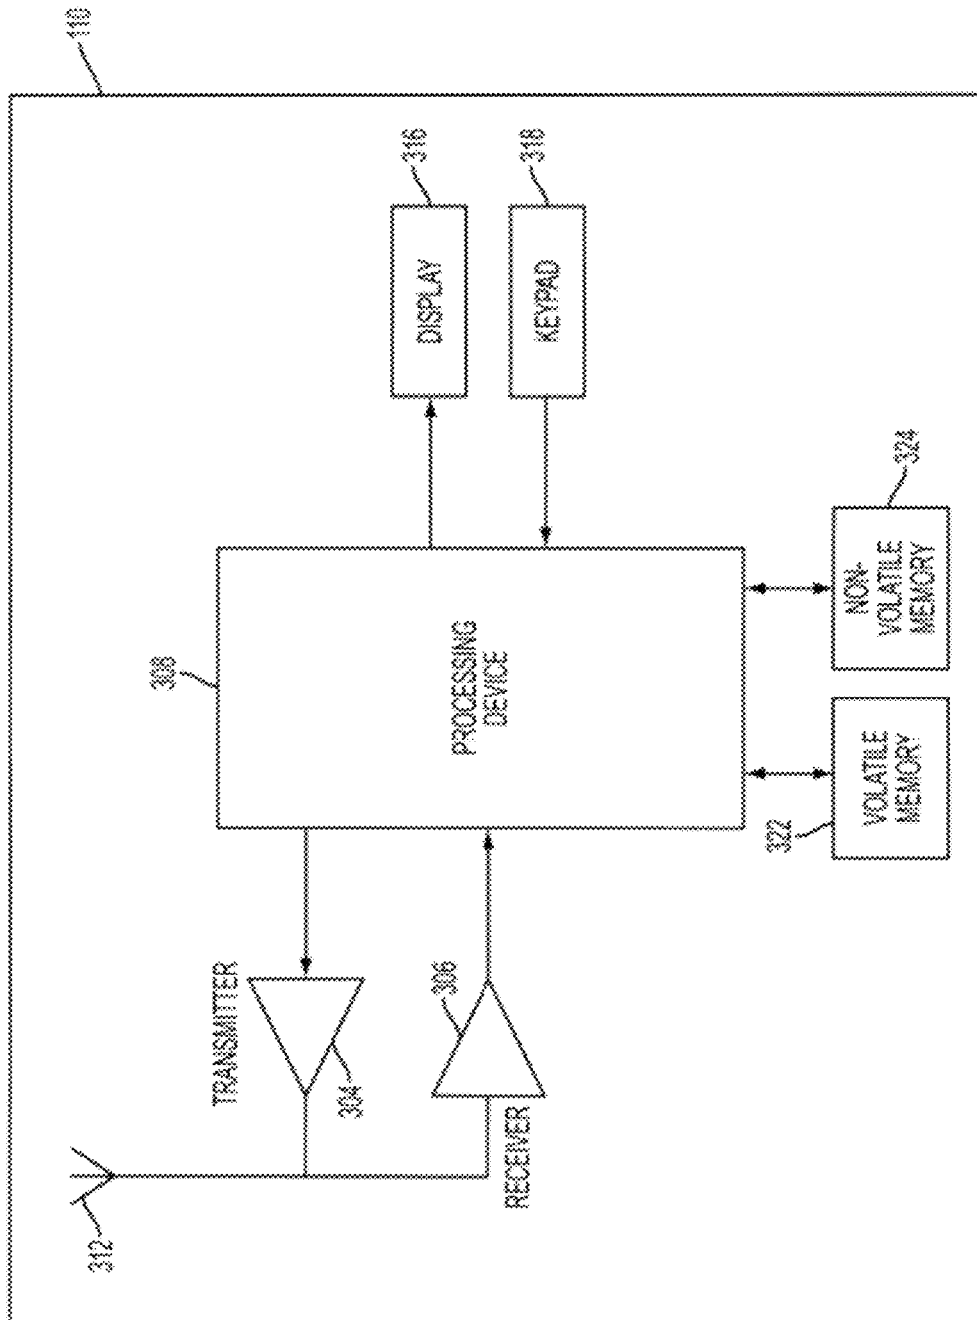 110
316
DISPLAY
318
KEYPAD
308
PROCESSING
DEVICE
324
NON-
VOLATILE
MEMORY
322
VOLATILE
MEMORY
TRANSMITTER
304
306
RECEIVER
312